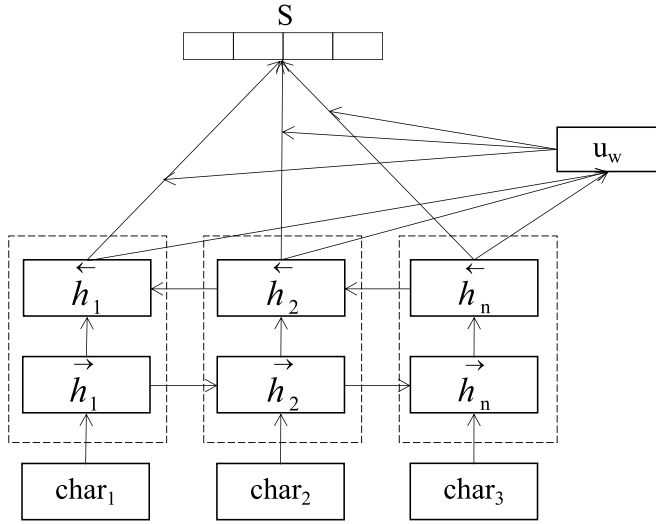 S
u_w
←h_1 ←h_2 ←h_n
→h_1 →h_2 →h_n
char_1 char_2 char_3